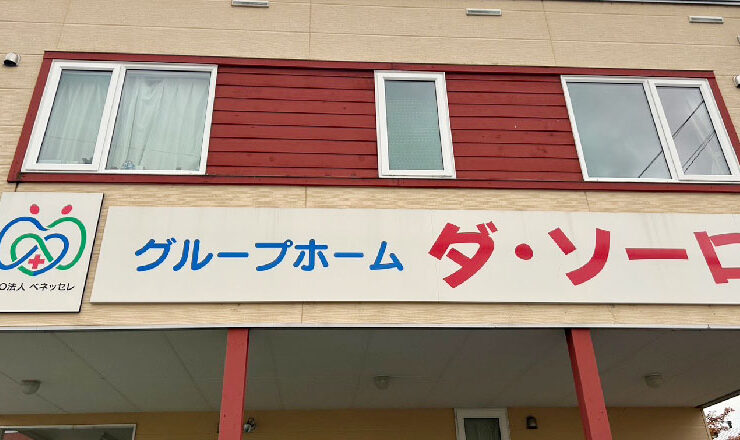 グループホーム ダ・ソーロ
O法人 ベネッセレ